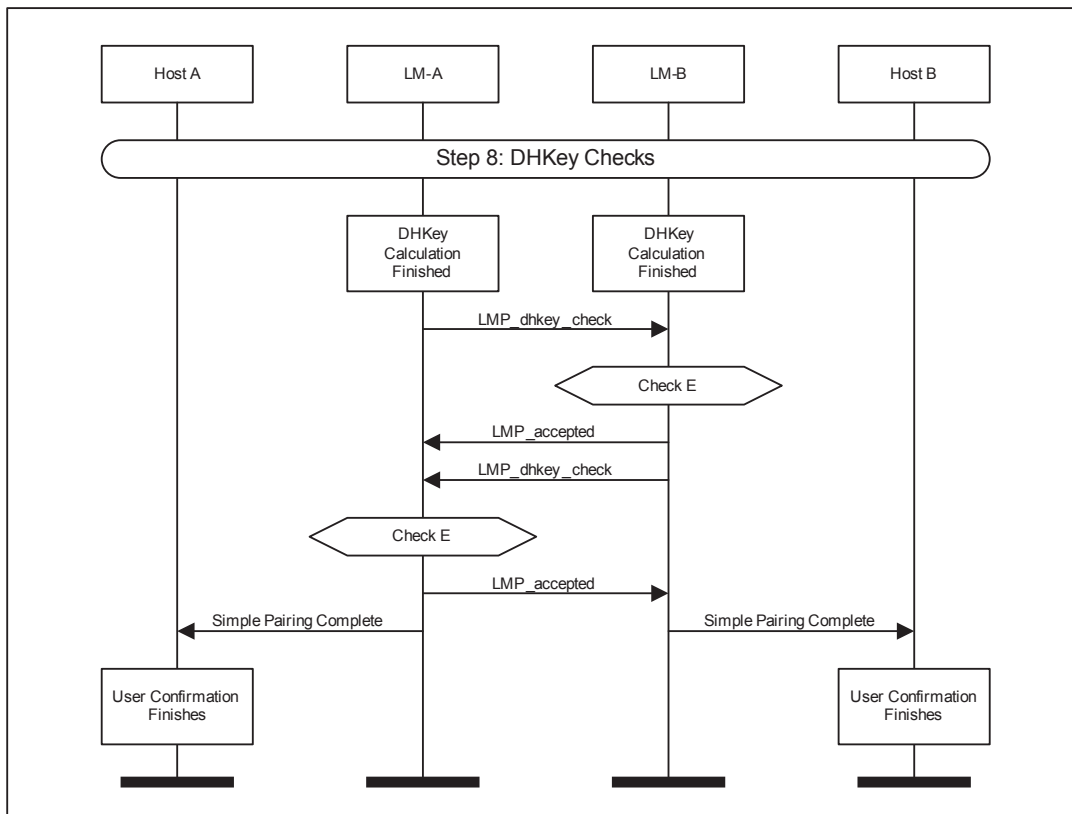 Host A
LM-A
LM-B
Host B
Step 8: DHKey Checks
DHKey
Calculation
Finished
DHKey
Calculation
Finished
LMP_dhkey_check
Check E
LMP_accepted
LMP_dhkey_check
Check E
LMP_accepted
Simple Pairing Complete
Simple Pairing Complete
User Confirmation
Finishes
User Confirmation
Finishes